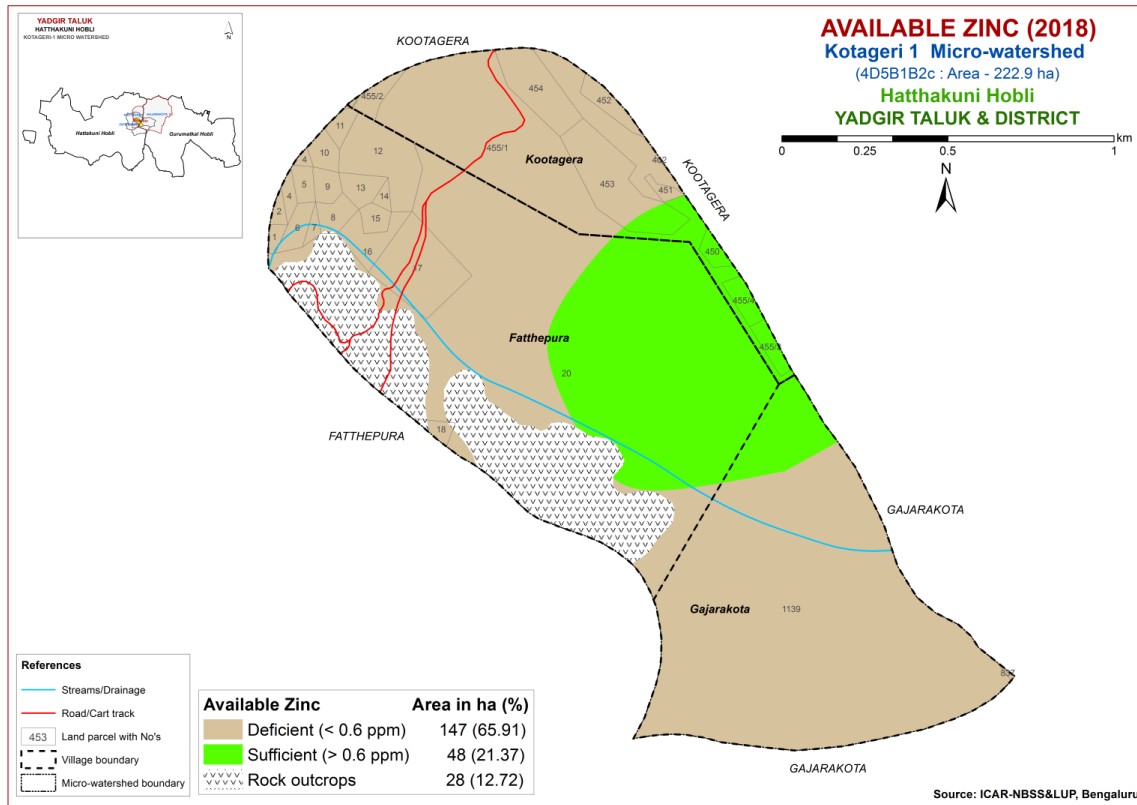 YADGIR TALUK
HATTHAKUNI HOBLI
KOTAGERI-1 MICRO WATERSHED
N
Hattakuni Hobli
Gurumatkal Hobli
AVAILABLE ZINC (2018)
Kotageri 1 Micro-watershed
(4D5B1B2c : Area - 222.9 ha)
Hatthakuni Hobli
YADGIR TALUK & DISTRICT
km
0 0.25 0.5 1
N
KOOTAGERA
KOOTAGERA
455/2
454
452
11
12
455/1
Kootagera
10
4
452
5
9
13
453
451
4
14
2
8
15
6
7
1
16
450
17
455/4
Fatthepura
455/3
20
18
FATTHEPURA
GAJARAKOTA
Gajarakota
1139
837
GAJARAKOTA
References
Streams/Drainage
Road/Cart track
453 Land parcel with No's
Village boundary
Micro-watershed boundary
Available Zinc Area in ha (%)
Deficient (< 0.6 ppm) 147 (65.91)
Sufficient (> 0.6 ppm) 48 (21.37)
Rock outcrops 28 (12.72)
Source: ICAR-NBSS&LUP, Bengaluru